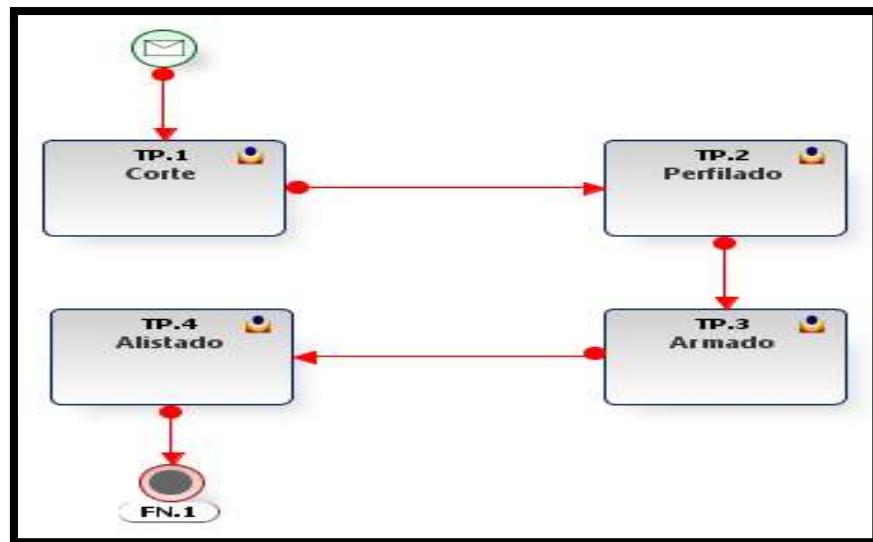 TP.1
Corte
TP.2
Perfilado
TP.3
Armado
TP.4
Alistado
FN.1